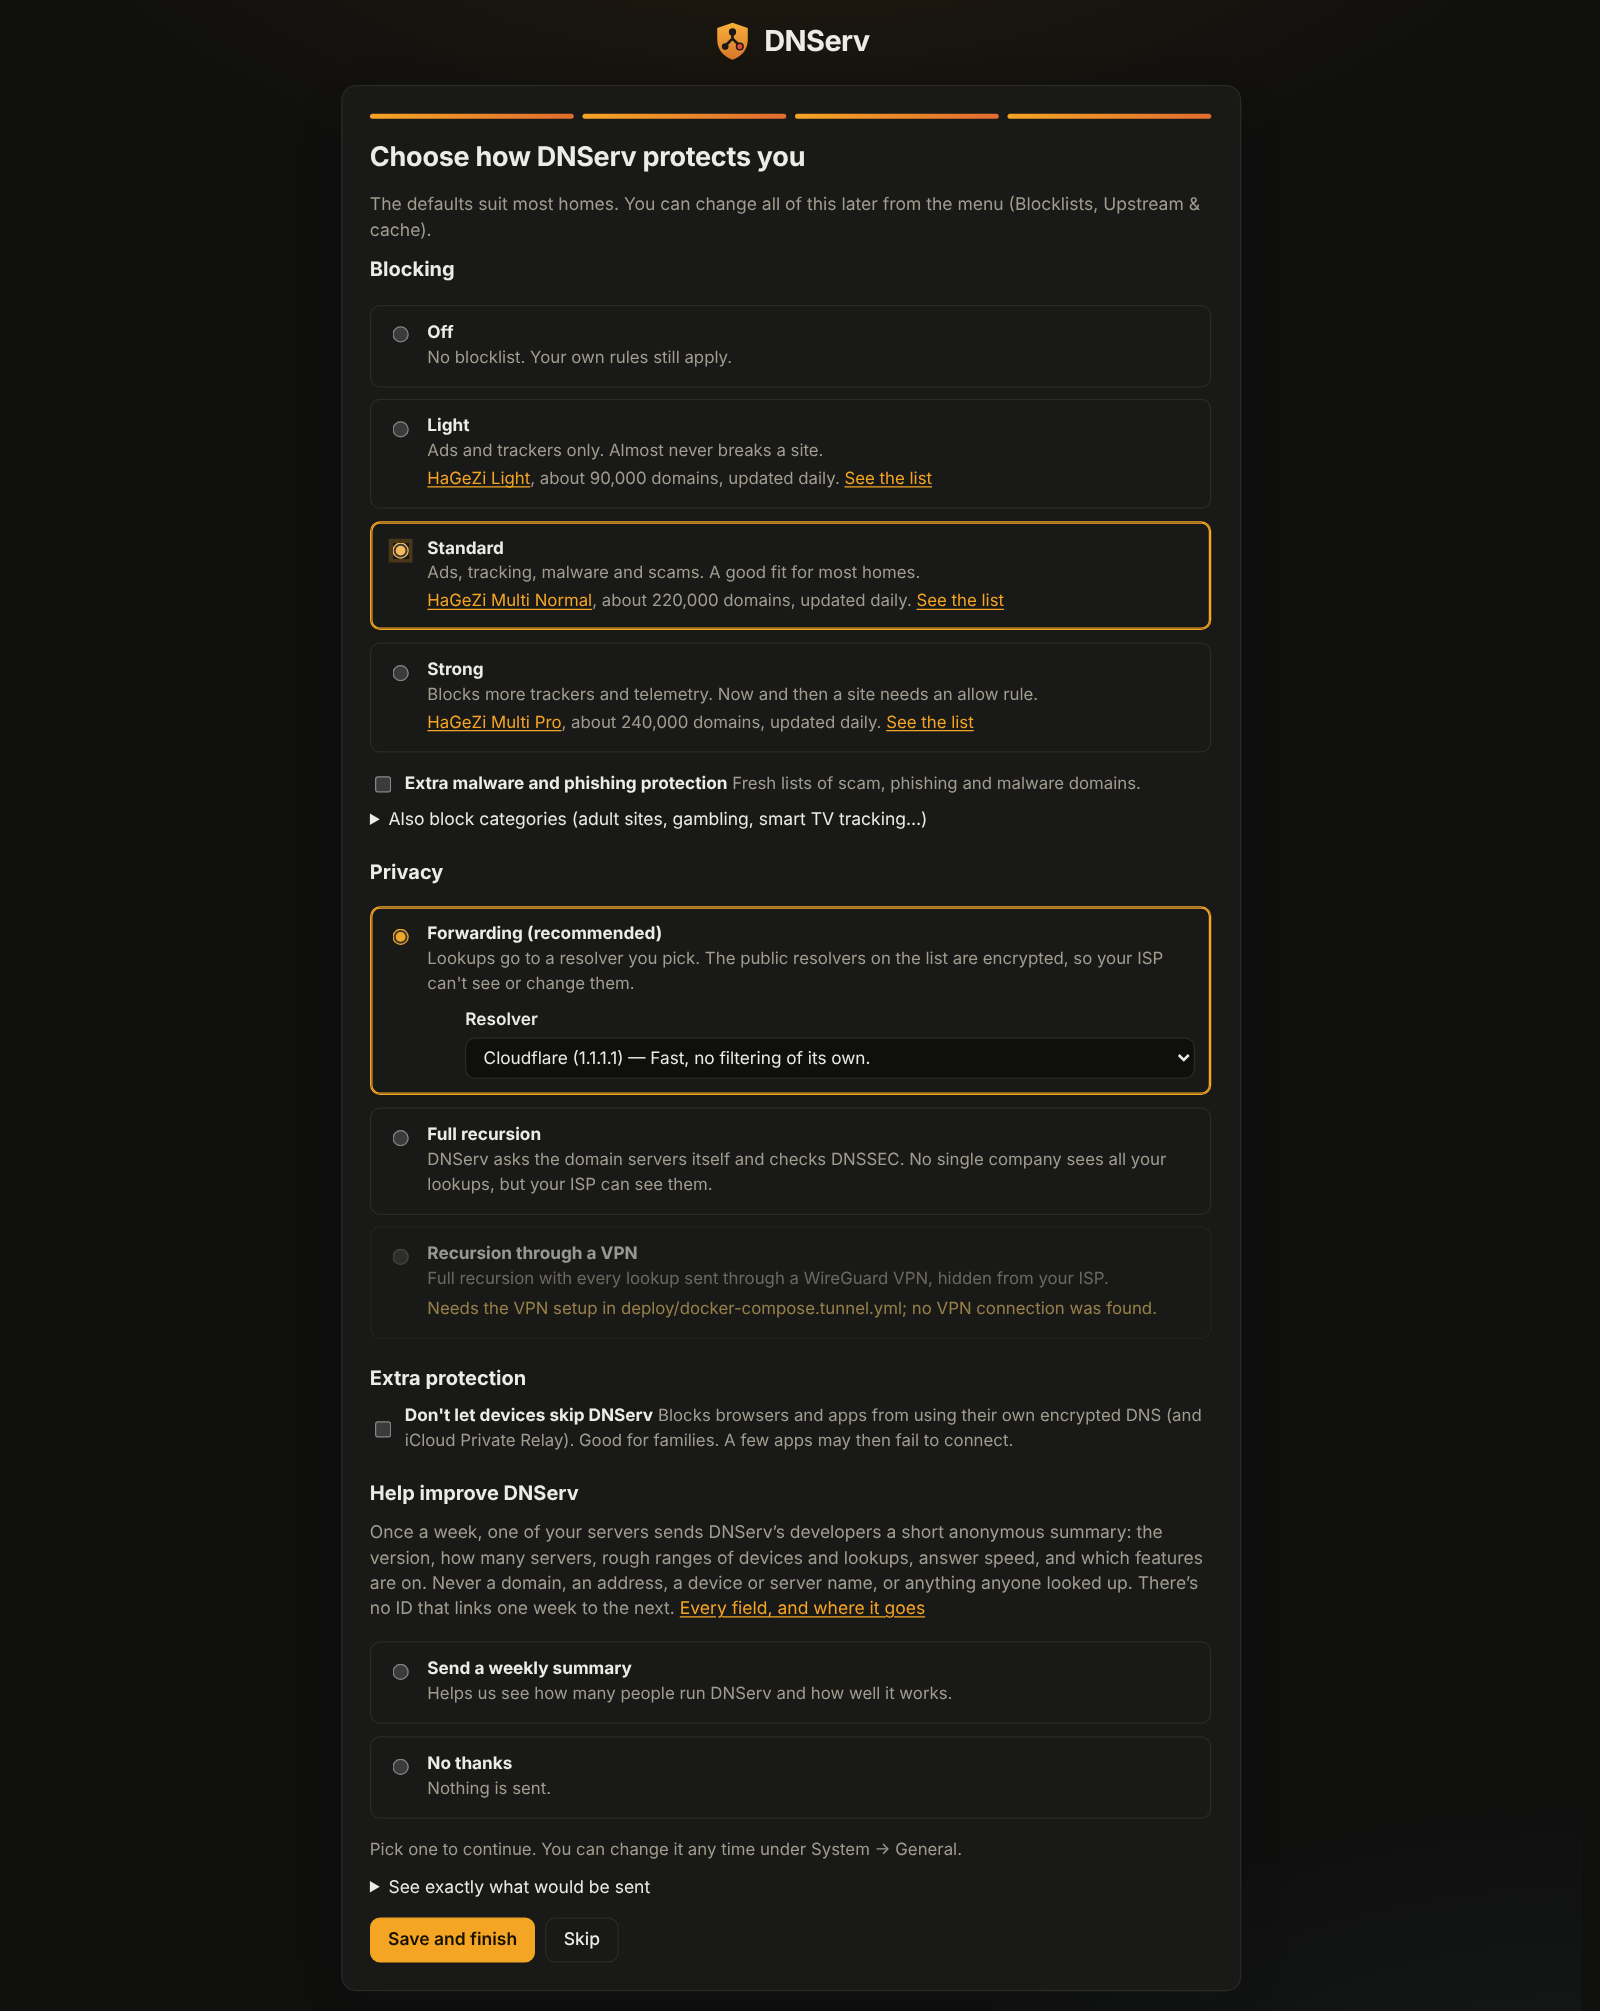 DNServ
Choose how DNServ protects you
The defaults suit most homes. You can change all of this later from the menu (Blocklists, Upstream &
cache).
Blocking
Off
No blocklist. Your own rules still apply.
Light
Ads and trackers only. Almost never breaks a site.
HaGeZi Light, about 90,000 domains, updated daily. See the list
Standard
Ads, tracking, malware and scams. A good fit for most homes.
HaGeZi Multi Normal, about 220,000 domains, updated daily. See the list
Strong
Blocks more trackers and telemetry. Now and then a site needs an allow rule.
HaGeZi Multi Pro, about 240,000 domains, updated daily. See the list
Extra malware and phishing protection Fresh lists of scam, phishing and malware domains.
Also block categories (adult sites, gambling, smart TV tracking...)
Privacy
Forwarding (recommended)
Lookups go to a resolver you pick. The public resolvers on the list are encrypted, so your ISP
can't see or change them.
Resolver
Cloudflare (1.1.1.1) — Fast, no filtering of its own.
Full recursion
DNServ asks the domain servers itself and checks DNSSEC. No single company sees all your
lookups, but your ISP can see them.
Recursion through a VPN
Full recursion with every lookup sent through a WireGuard VPN, hidden from your ISP.
Needs the VPN setup in deploy/docker-compose.tunnel.yml; no VPN connection was found.
Extra protection
Don't let devices skip DNServ Blocks browsers and apps from using their own encrypted DNS (and
iCloud Private Relay). Good for families. A few apps may then fail to connect.
Help improve DNServ
Once a week, one of your servers sends DNServ’s developers a short anonymous summary: the
version, how many servers, rough ranges of devices and lookups, answer speed, and which features
are on. Never a domain, an address, a device or server name, or anything anyone looked up. There’s
no ID that links one week to the next. Every field, and where it goes
Send a weekly summary
Helps us see how many people run DNServ and how well it works.
No thanks
Nothing is sent.
Pick one to continue. You can change it any time under System → General.
See exactly what would be sent
Save and finish
Skip